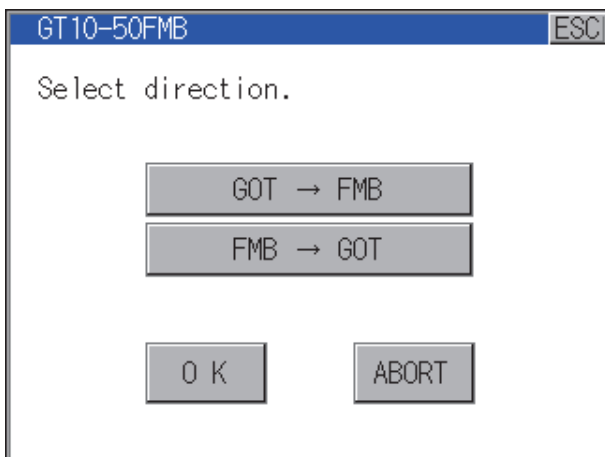 GT10-50FMB ESC
Select direction.
GOT → FMB
FMB → GOT
O K ABORT